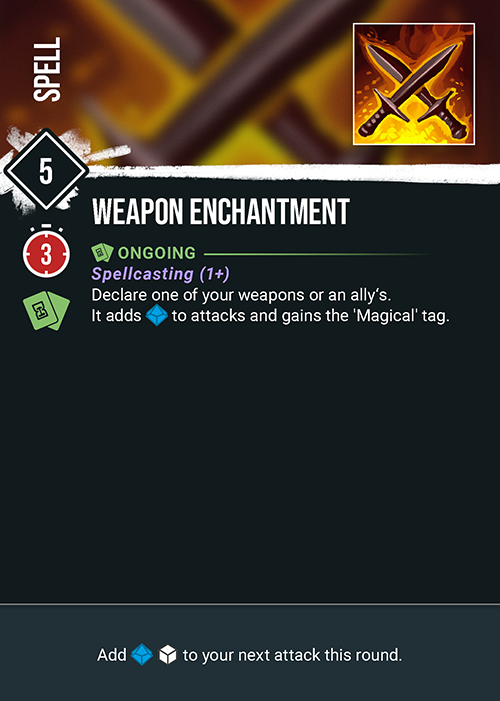 SPELL
5
WEAPON ENCHANTMENT
3
ONGOING
Spellcasting (1+)
Declare one of your weapons or an ally's.
It adds to attacks and gains the 'Magical' tag.
Add to your next attack this round.